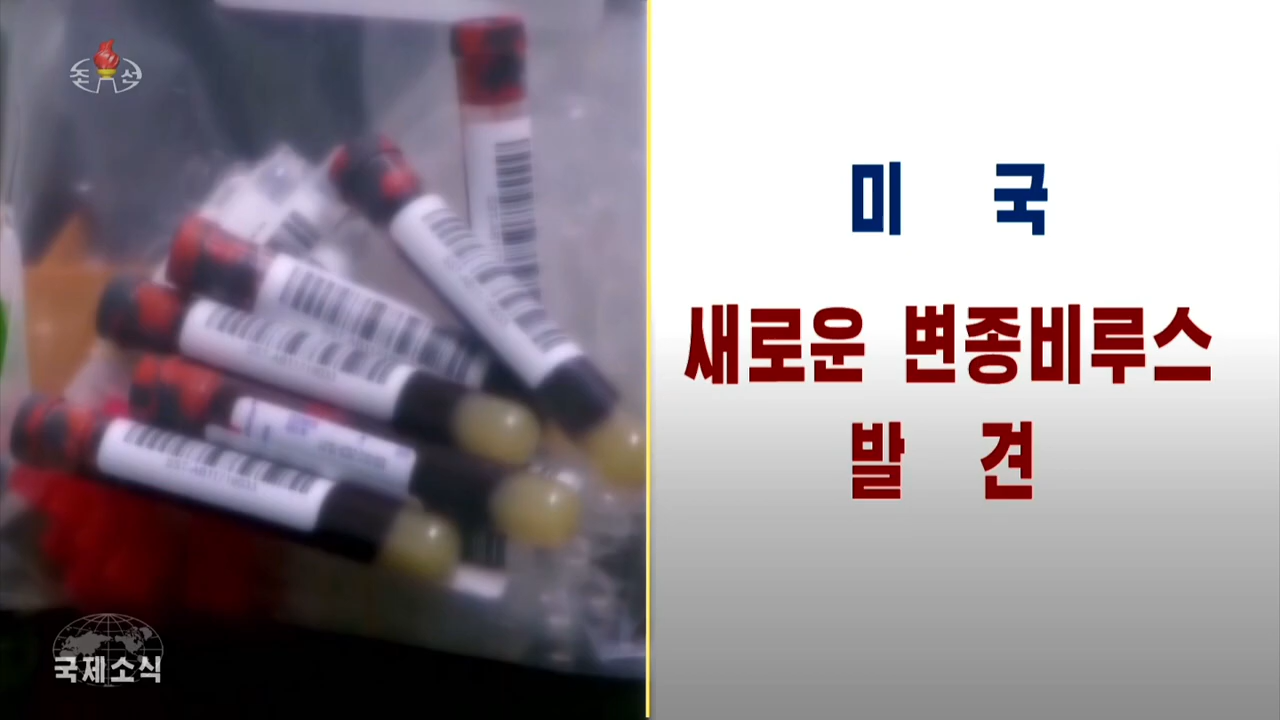 조선
미 국
새로운 변종비루스
발 견
국제소식